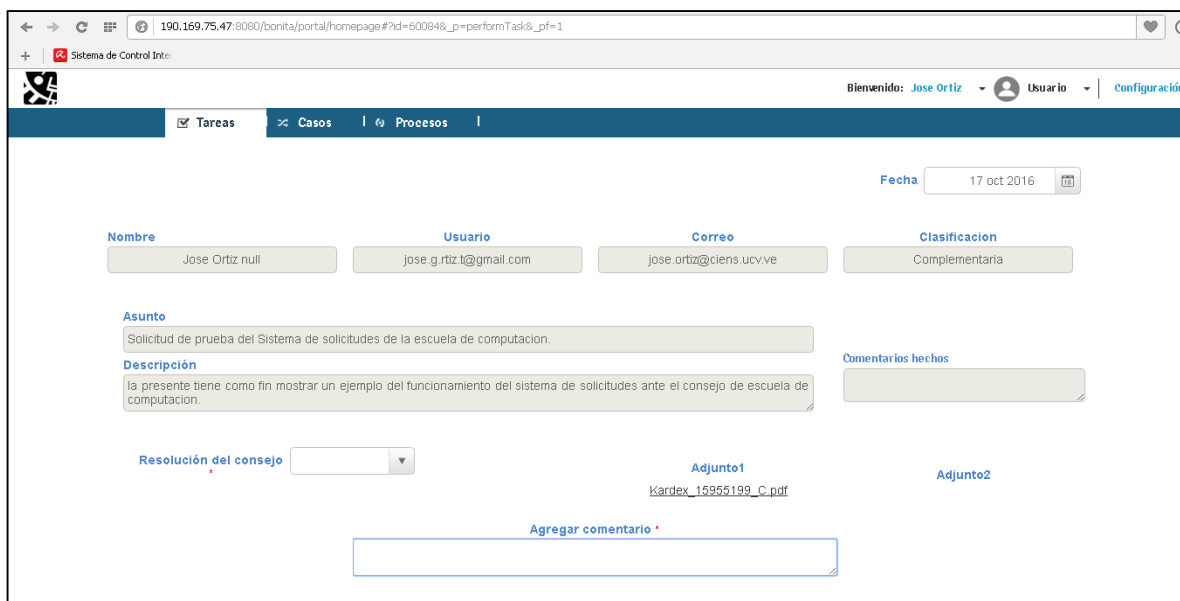 190.169.75.47:8080/bonita/portal/homepage#?id=60084&_p=performTask&_pf=1
Sistema de Control Inte
Bienvenido: Jose Ortiz Usuario Configuración
Tareas Casos Procesos
Fecha 17 oct 2016
Nombre Usuario Correo Clasificacion
Jose Ortiz null jose.g.rtiz.t@gmail.com jose.ortiz@ciens.ucv.ve Complementaria
Asunto
Solicitud de prueba del Sistema de solicitudes de la escuela de computacion.
Descripción Comentarios hechos
la presente tiene como fin mostrar un ejemplo del funcionamiento del sistema de solicitudes ante el consejo de escuela de
computacion.
Resolución del consejo *
Adjunto1 Adjunto2
Kardex_15955199_C.pdf
Agregar comentario *